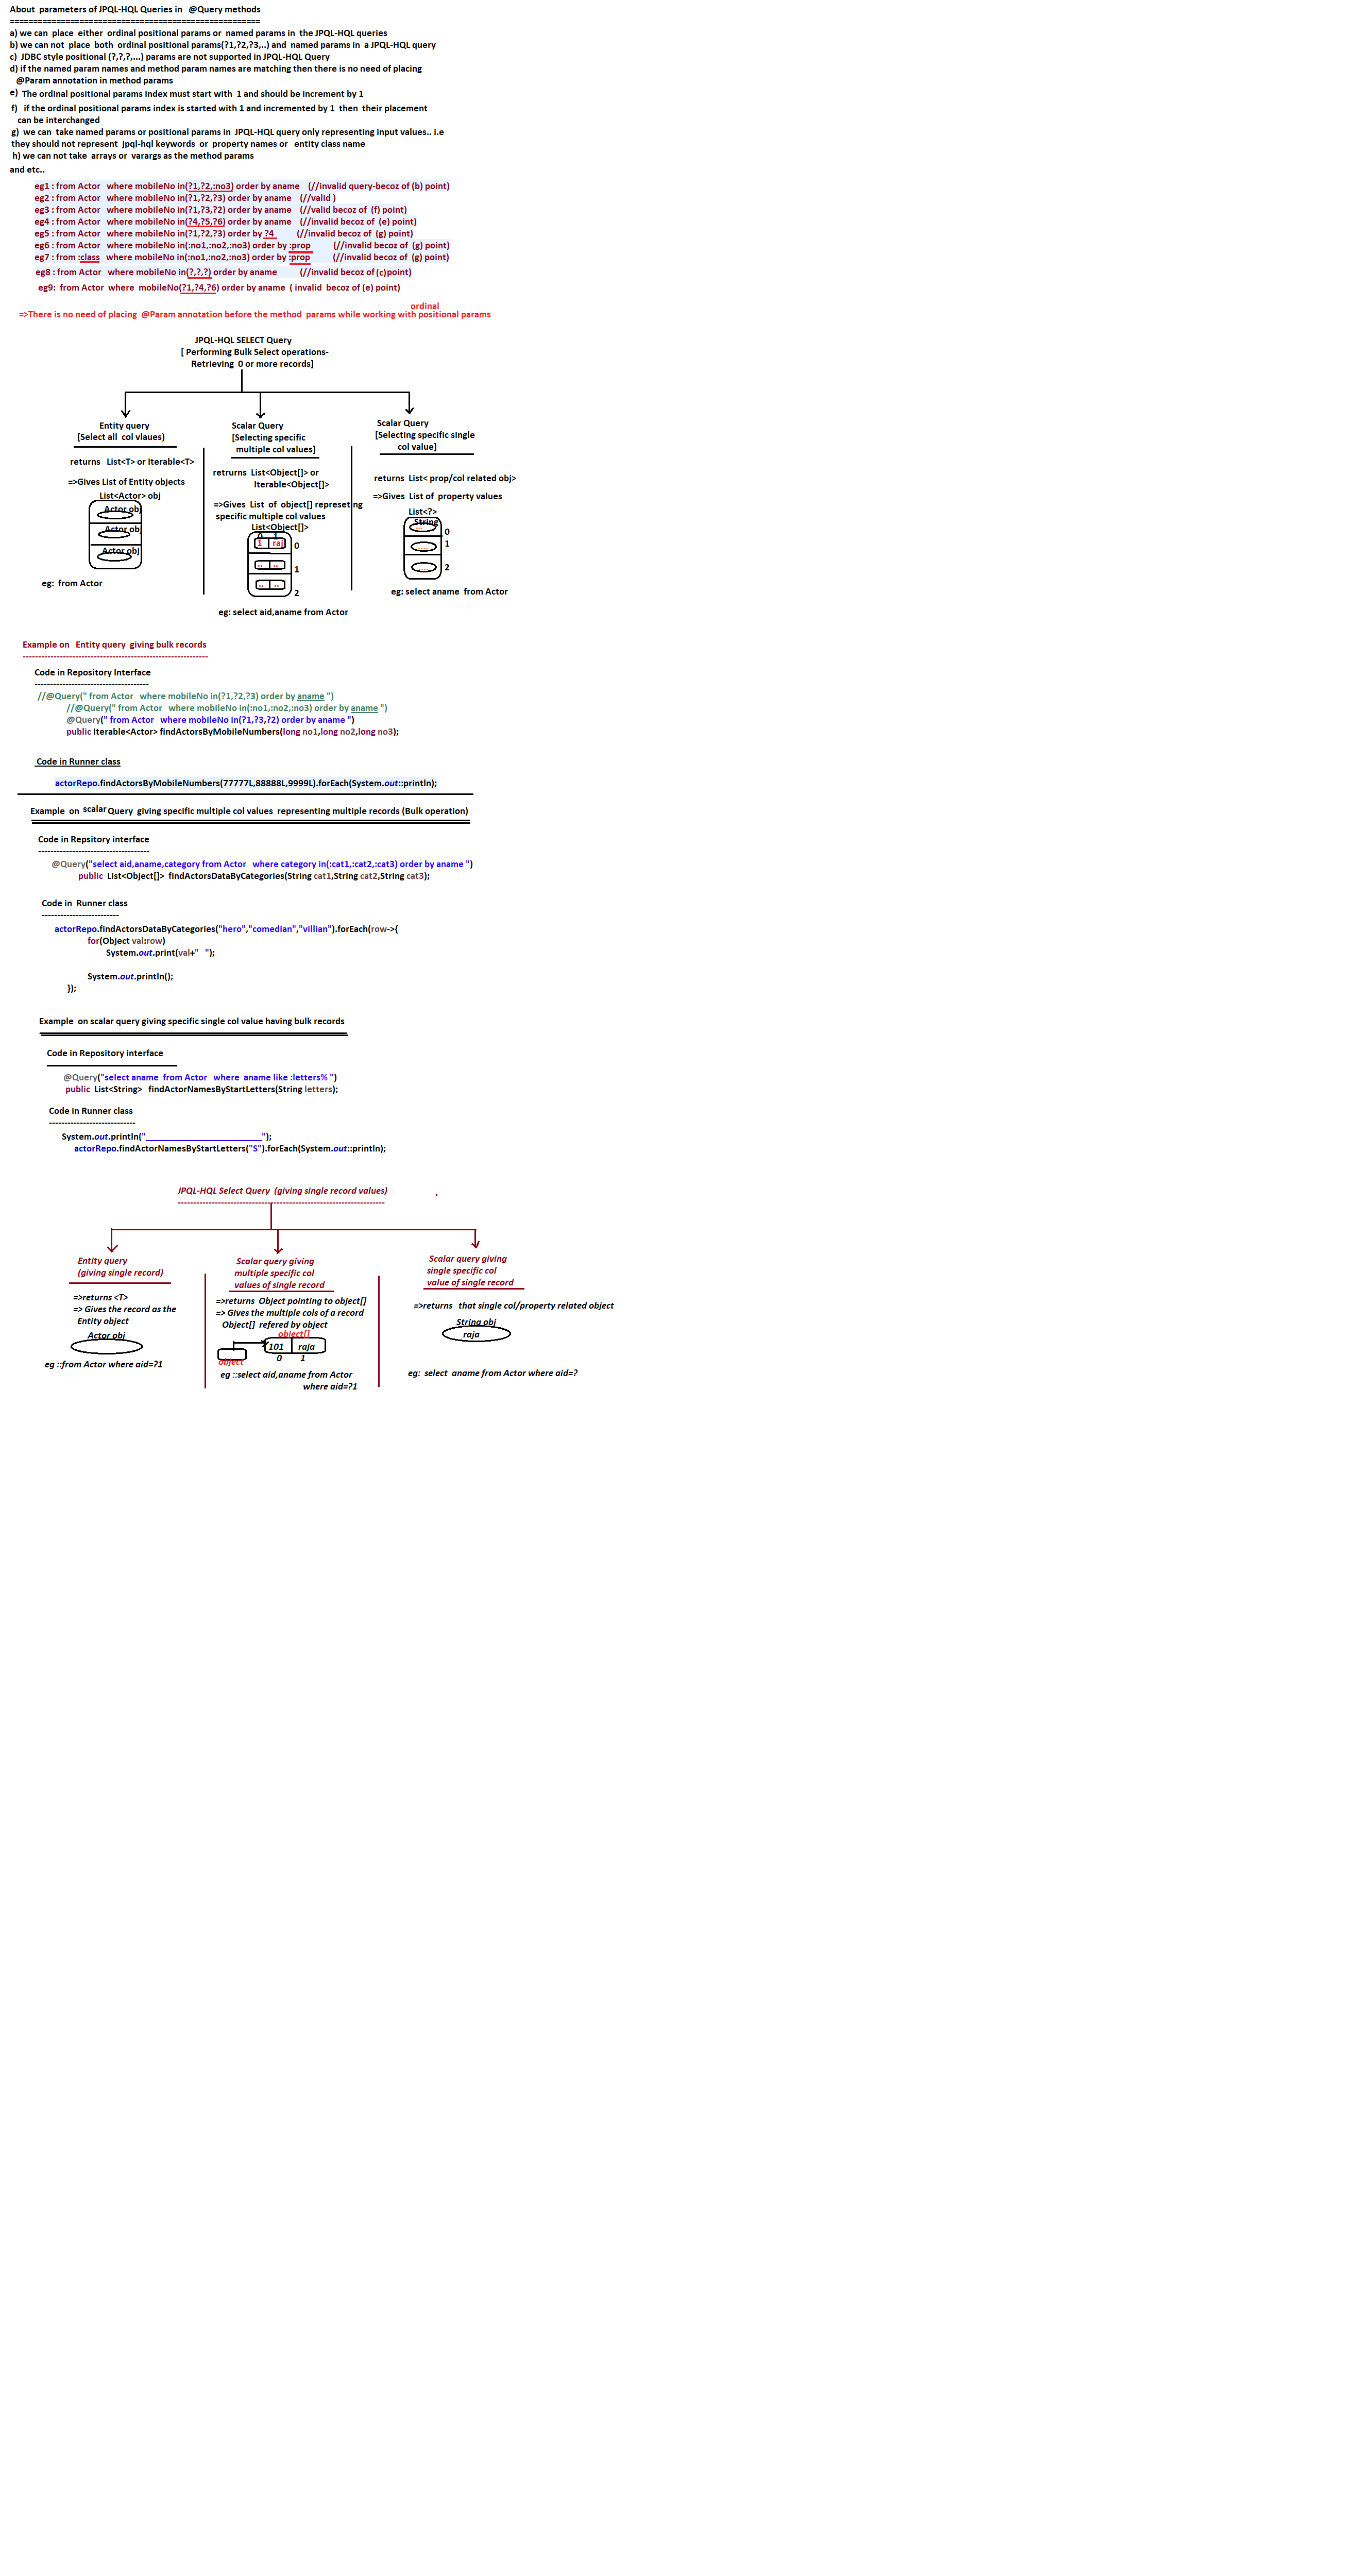 About parameters of JPQL-HQL Queries in @Query methods
======================================================
a) we can place either ordinal positional params or named params in the JPQL-HQL queries
b) we can not place both ordinal positional params(?1,?2,?3,..) and named params in a JPQL-HQL query
c) JDBC style positional (?,?,?,...) params are not supported in JPQL-HQL Query
d) if the named param names and method param names are matching then there is no need of placing
@Param annotation in method params
e) The ordinal positional params index must start with 1 and should be increment by 1
f) if the ordinal positional params index is started with 1 and incremented by 1 then their placement
can be interchanged
g) we can take named params or positional params in JPQL-HQL query only representing input values.. i.e
they should not represent jpql-hql keywords or property names or entity class name
h) we can not take arrays or varargs as the method params
and etc..
eg1 : from Actor where mobileNo in(?1,?2,:no3) order by aname (//invalid query-becoz of (b) point)
eg2 : from Actor where mobileNo in(?1,?2,?3) order by aname (//valid )
eg3 : from Actor where mobileNo in(?1,?3,?2) order by aname (//valid becoz of (f) point)
eg4 : from Actor where mobileNo in(?4,?5,?6) order by aname (//invalid becoz of (e) point)
eg5 : from Actor where mobileNo in(?1,?2,?3) order by ?4 (//invalid becoz of (g) point)
eg6 : from Actor where mobileNo in(:no1,:no2,:no3) order by :prop (//invalid becoz of (g) point)
eg7 : from :class where mobileNo in(:no1,:no2,:no3) order by :prop (//invalid becoz of (g) point)
eg8 : from Actor where mobileNo in(?,?,?) order by aname (//invalid becoz of (c)point)
eg9: from Actor where mobileNo(?1,?4,?6) order by aname ( invalid becoz of (e) point)
ordinal
=>There is no need of placing @Param annotation before the method params while working with positional params
JPQL-HQL SELECT Query
[ Performing Bulk Select operations-
Retrieving 0 or more records]
Entity query
[Select all col vlaues)
returns List<T> or Iterable<T>
=>Gives List of Entity objects
List<Actor> obj
Actor obj
Actor obj
Actor obj
eg: from Actor
Scalar Query
[Selecting specific
multiple col values]
retruns List<Object[]> or
Iterable<Object[]>
=>Gives List of object[] represeting
specific multiple col values
List<Object[]>
0 1
1 raj 0
.. .. 1
.. .. 2
eg: select aid,aname from Actor
Scalar Query
[Selecting specific single
col value]
returns List< prop/col related obj>
=>Gives List of property values
List<?>
String
0
1
2
eg: select aname from Actor
Example on Entity query giving bulk records
------------------------------------------------------------
Code in Repository Interface
-------------------------------------
//@Query(" from Actor where mobileNo in(?1,?2,?3) order by aname ")
//@Query(" from Actor where mobileNo in(:no1,:no2,:no3) order by aname ")
@Query(" from Actor where mobileNo in(?1,?3,?2) order by aname ")
public Iterable<Actor> findActorsByMobileNumbers(long no1,long no2,long no3);
Code in Runner class
actorRepo.findActorsByMobileNumbers(77777L,88888L,9999L).forEach(System.out::println);
Example on scalar Query giving specific multiple col values representing multiple records (Bulk operation)
Code in Repsitory interface
------------------------------------
@Query("select aid,aname,category from Actor where category in(:cat1,:cat2,:cat3) order by aname ")
public List<Object[]> findActorsDataByCategories(String cat1,String cat2,String cat3);
Code in Runner class
-------------------------
actorRepo.findActorsDataByCategories("hero","comedian","villian").forEach(row->{
for(Object val:row)
System.out.print(val+" ");
System.out.println();
});
Example on scalar query giving specific single col value having bulk records
Code in Repository interface
@Query("select aname from Actor where aname like :letters% ")
public List<String> findActorNamesByStartLetters(String letters);
Code in Runner class
----------------------------
System.out.println("_________________________");
actorRepo.findActorNamesByStartLetters("S").forEach(System.out::println);
JPQL-HQL Select Query (giving single record values)
-------------------------------------------------------------------
Entity query
(giving single record)
=>returns <T>
=> Gives the record as the
Entity object
Actor obj
eg ::from Actor where aid=?1
Scalar query giving
multiple specific col
values of single record
=>returns Object pointing to object[]
=> Gives the multiple cols of a record
Object[] refered by object
object[]
101 raja
object 0 1
eg ::select aid,aname from Actor
where aid=?1
Scalar query giving
single specific col
value of single record
=>returns that single col/property related object
String obj
raja
eg: select aname from Actor where aid=?